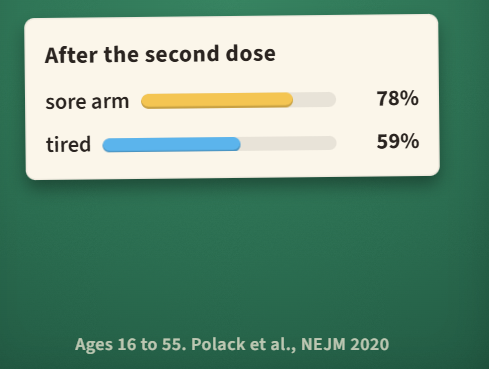 After the second dose
sore arm 78%
tired 59%
Ages 16 to 55. Polack et al., NEJM 2020